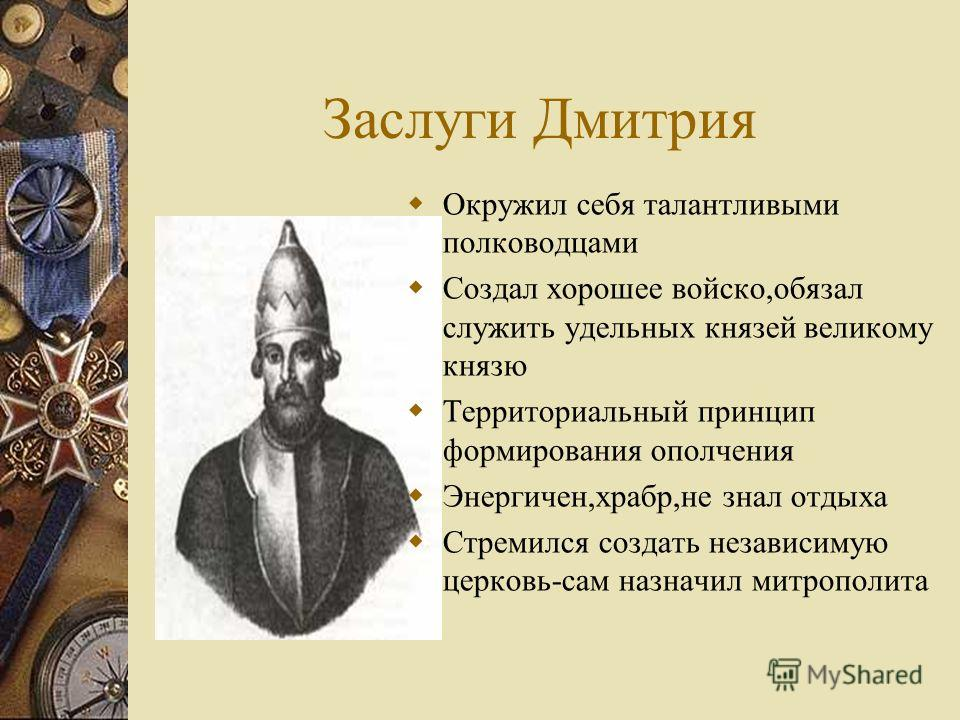 Заслуги Дмитрия
Окружил себя талантливыми
полководцами
Создал хорошее войско,обязал
служить удельных князей великому
князю
Территориальный принцип
формирования ополчения
Энергичен,храбр,не знал отдыха
Стремился создать независимую
церковь-сам назначил митрополита
MyShared